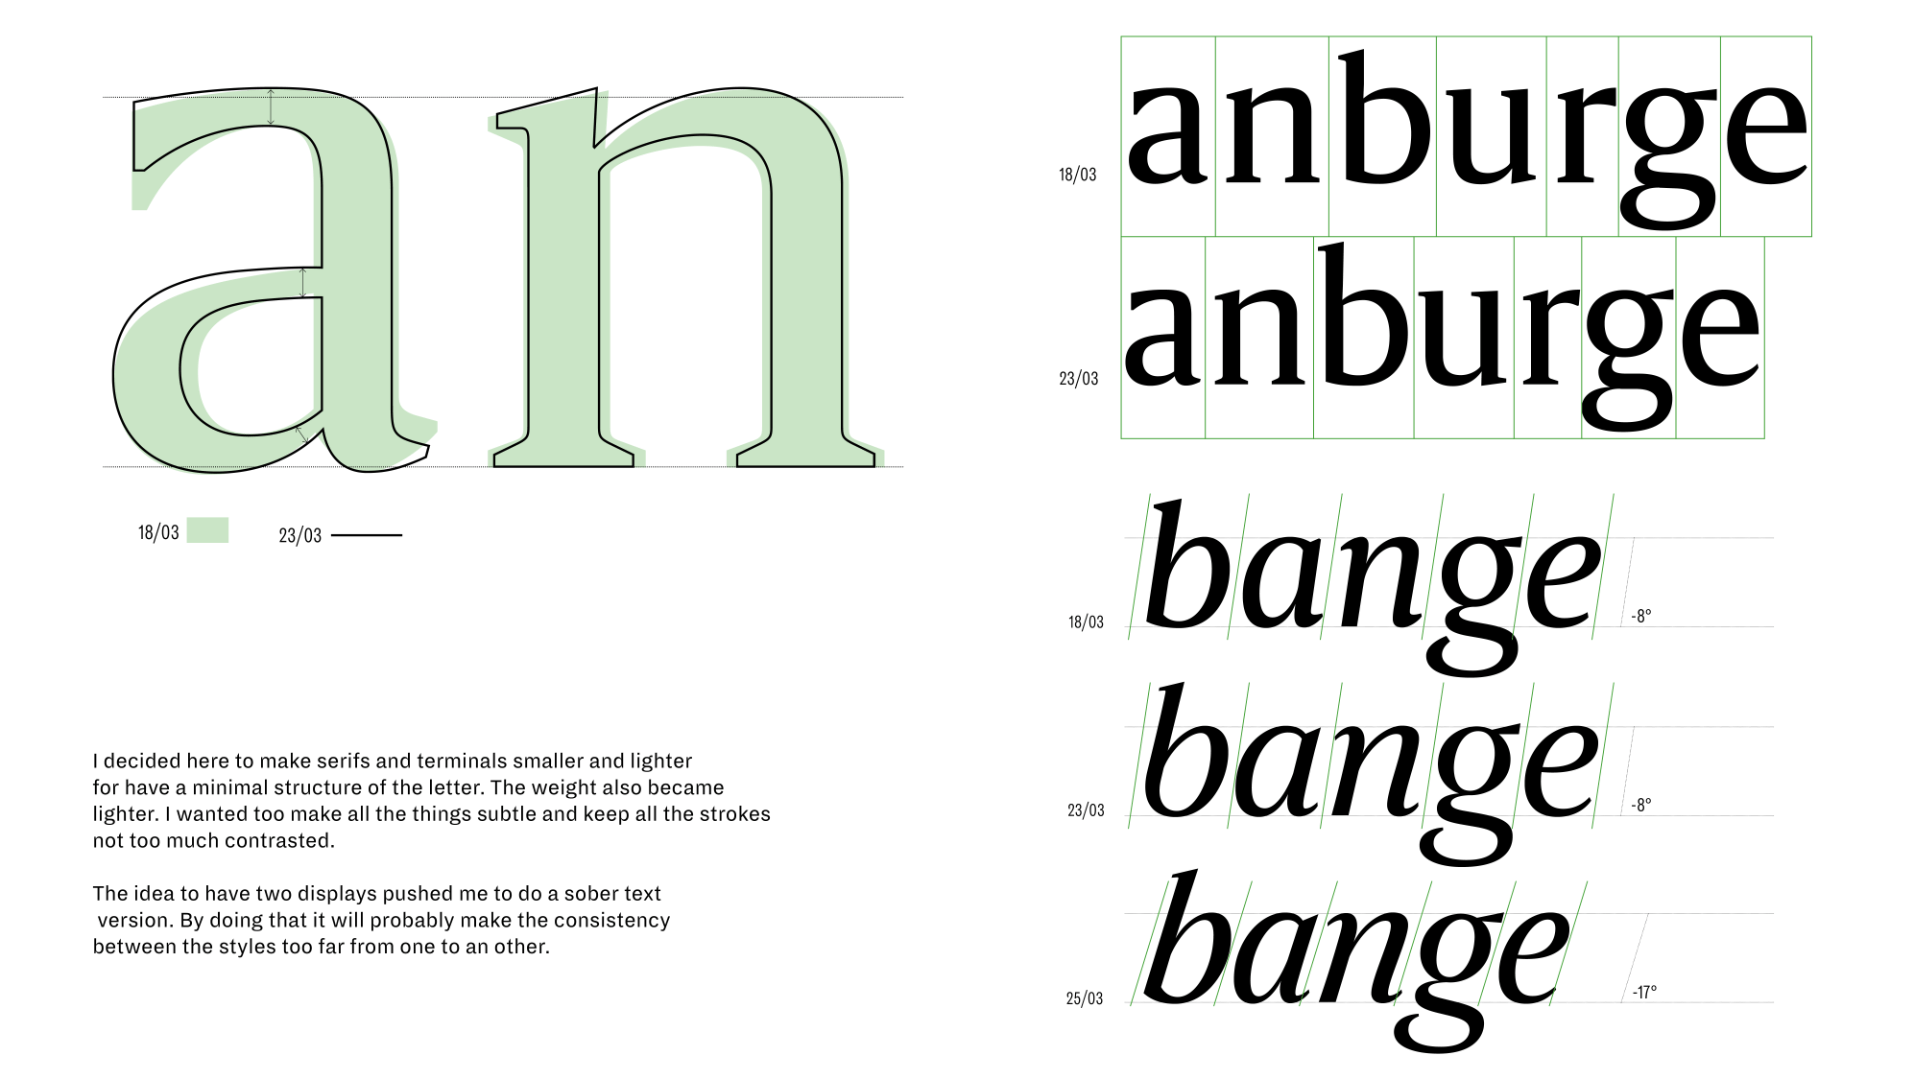 an
18/03
23/03
I decided here to make serifs and terminals smaller and lighter
for have a minimal structure of the letter. The weight also became
lighter. I wanted too make all the things subtle and keep all the strokes
not too much contrasted.
The idea to have two displays pushed me to do a sober text
version. By doing that it will probably make the consistency
between the styles too far from one to an other.
18/03 anburge
23/03 anburge
18/03 bange -8°
23/03 bange -8°
25/03 bange -17°